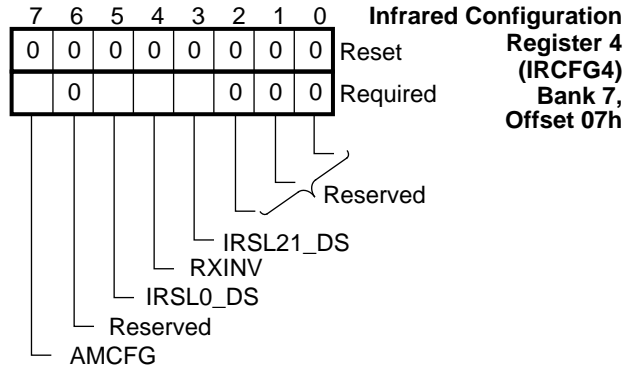 7 6 5 4 3 2 1 0
Infrared Configuration
Register 4
(IRCFG4)
Bank 7,
Offset 07h
0 0 0 0 0 0 0 0 Reset
0 0 0 0 Required
Reserved
IRSL21_DS
RXINV
IRSL0_DS
Reserved
AMCFG